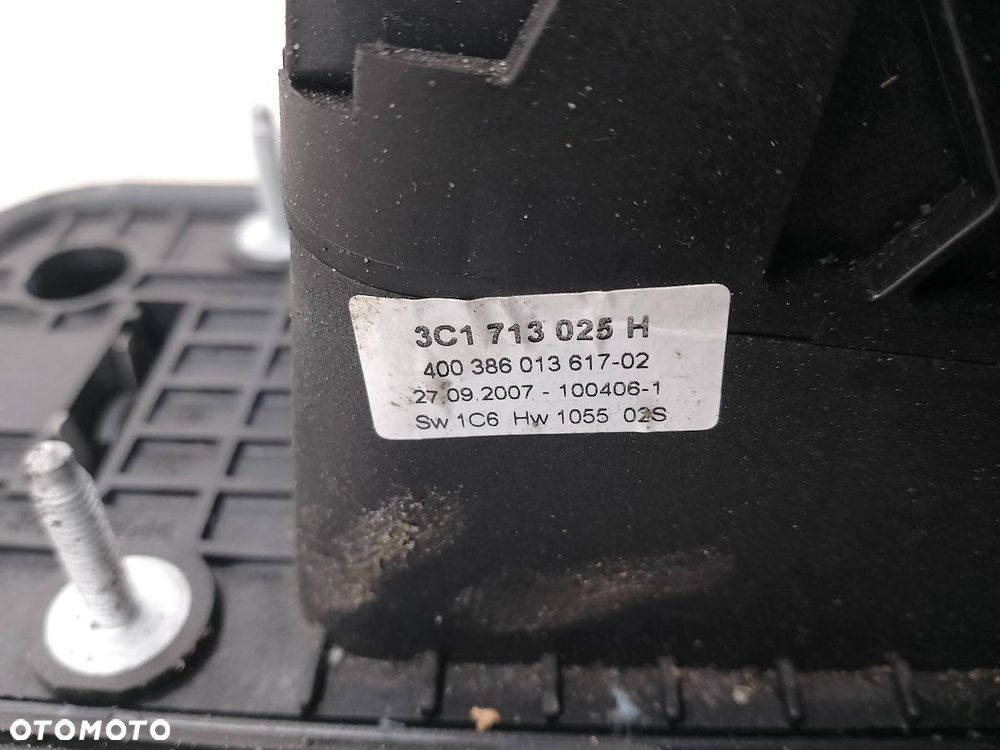 3C1 713 025 H
400 386 013 617-02
27.09.2007 - 100406-1
Sw 1C6 Hw 1055 02S
OTOMOTO